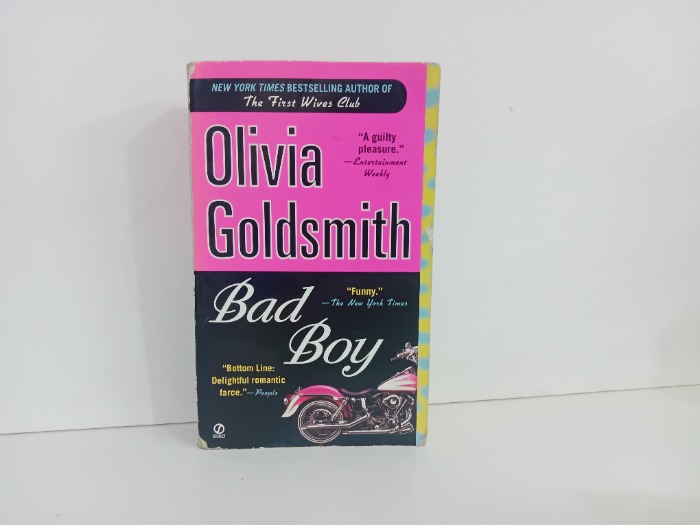 NEW YORK TIMES BESTSELLING AUTHOR OF
The First Wives Club
Olivia
"A guilty
pleasure."
—Entertainment
Weekly
Goldsmith
Bad
"Funny."
—The New York Times
Boy
"Bottom Line:
Delightful romantic
farce."—People
SIGNET